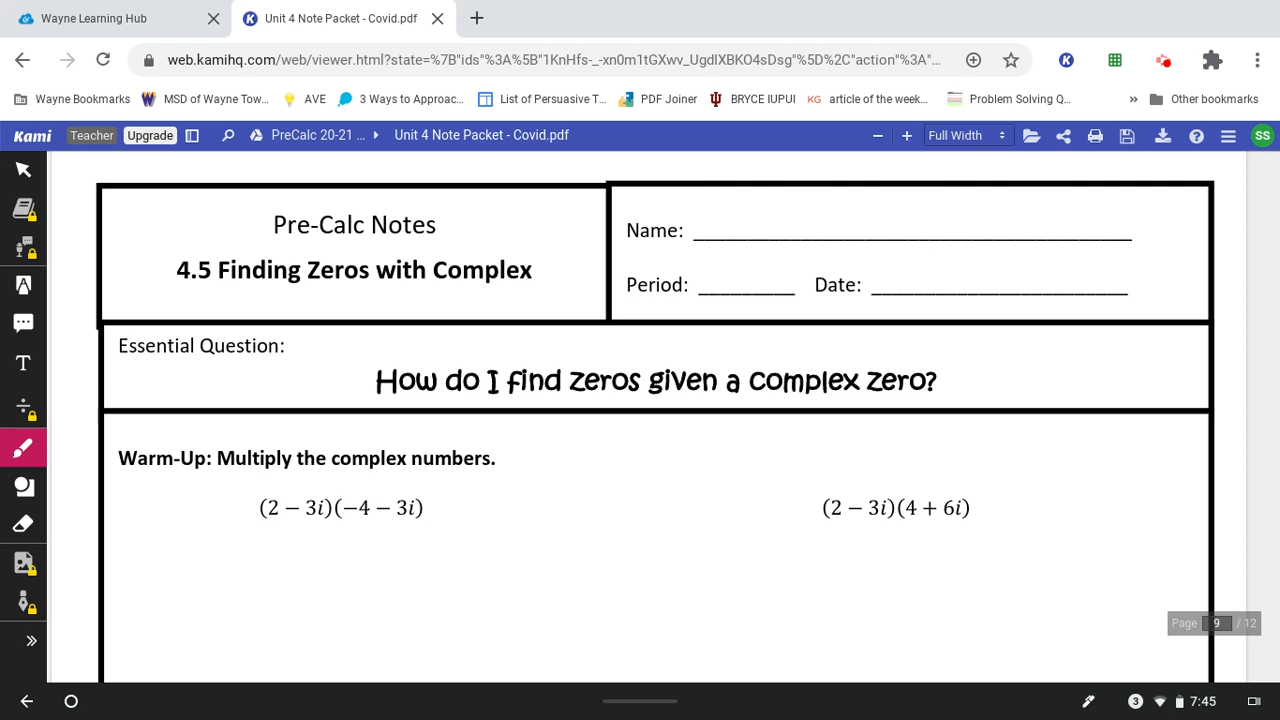 Wayne Learning Hub
Unit 4 Note Packet - Covid.pdf
web.kamihq.com/web/viewer.html?state=%7B"ids"%3A%5B"1KnHfs-_-xn0m1tGXwv_UgdIXBKO4sDsg"%5D%2C"action"%3A"...
Wayne Bookmarks
MSD of Wayne Tow...
AVE
3 Ways to Approac...
List of Persuasive T...
PDF Joiner
BRYCE IUPUI
KG article of the week...
Problem Solving Q...
»
Other bookmarks
Kami Teacher Upgrade
PreCalc 20-21 ...
Unit 4 Note Packet - Covid.pdf
Full Width
SS
Pre-Calc Notes
4.5 Finding Zeros with Complex
Name: ________________________________________
Period: _________ Date: ________________________
Essential Question:
How do I find zeros given a complex zero?
Warm-Up: Multiply the complex numbers.
(2 − 3i)(−4 − 3i) (2 − 3i)(4 + 6i)
Page 9 / 12
3 7:45